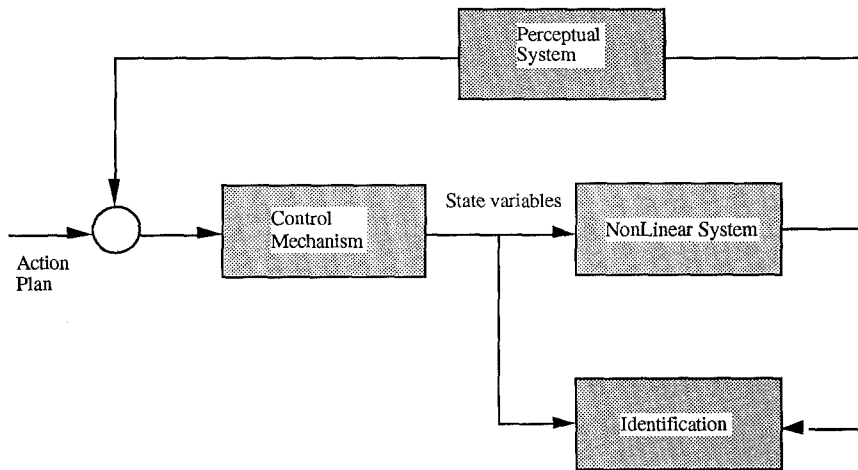 Perceptual
System
Control
Mechanism
State variables
NonLinear System
Action
Plan
Identification